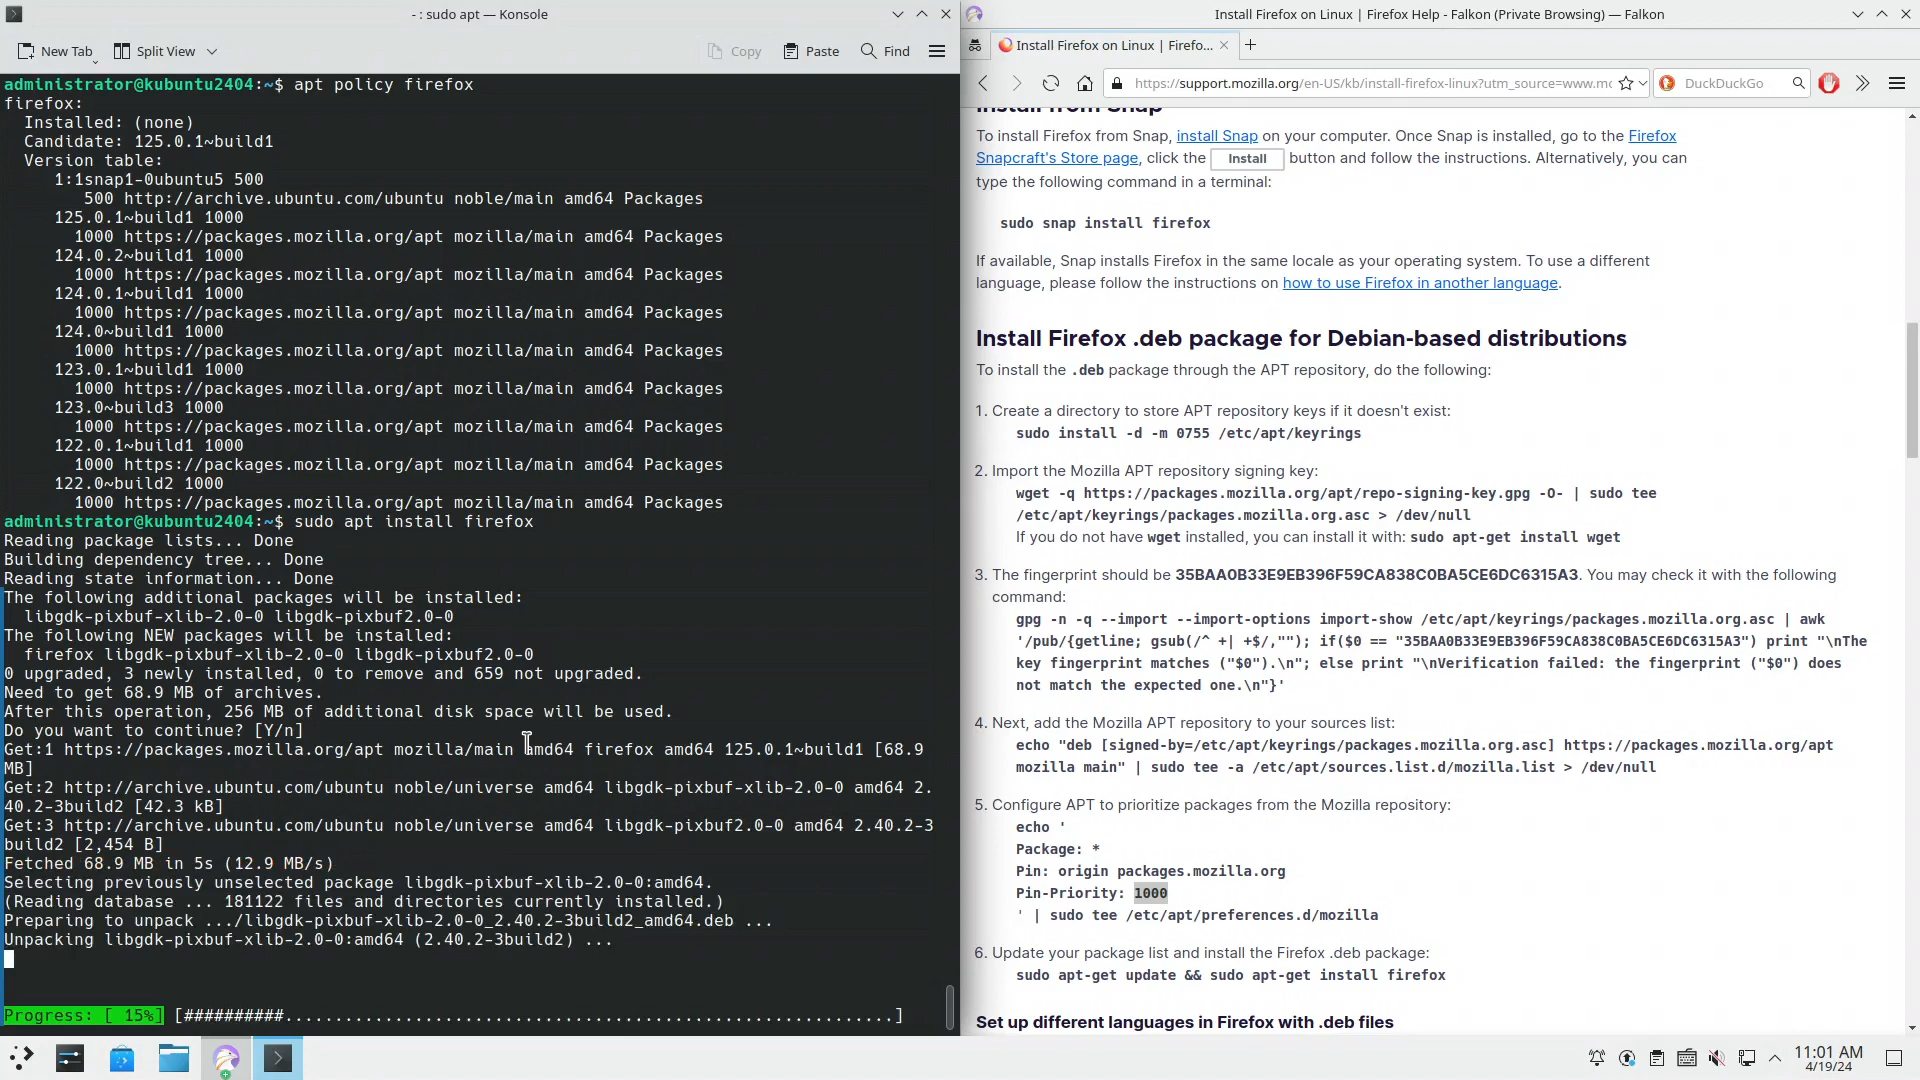 - : sudo apt — Konsole
New Tab
Split View
Copy
Paste
Find
administrator@kubuntu2404:~$ apt policy firefox
firefox:
  Installed: (none)
  Candidate: 125.0.1~build1
  Version table:
     1:1snap1-0ubuntu5 500
        500 http://archive.ubuntu.com/ubuntu noble/main amd64 Packages
     125.0.1~build1 1000
       1000 https://packages.mozilla.org/apt mozilla/main amd64 Packages
     124.0.2~build1 1000
       1000 https://packages.mozilla.org/apt mozilla/main amd64 Packages
     124.0.1~build1 1000
       1000 https://packages.mozilla.org/apt mozilla/main amd64 Packages
     124.0~build1 1000
       1000 https://packages.mozilla.org/apt mozilla/main amd64 Packages
     123.0.1~build1 1000
       1000 https://packages.mozilla.org/apt mozilla/main amd64 Packages
     123.0~build3 1000
       1000 https://packages.mozilla.org/apt mozilla/main amd64 Packages
     122.0.1~build1 1000
       1000 https://packages.mozilla.org/apt mozilla/main amd64 Packages
     122.0~build2 1000
       1000 https://packages.mozilla.org/apt mozilla/main amd64 Packages
administrator@kubuntu2404:~$ sudo apt install firefox
Reading package lists... Done
Building dependency tree... Done
Reading state information... Done
The following additional packages will be installed:
  libgdk-pixbuf-xlib-2.0-0 libgdk-pixbuf2.0-0
The following NEW packages will be installed:
  firefox libgdk-pixbuf-xlib-2.0-0 libgdk-pixbuf2.0-0
0 upgraded, 3 newly installed, 0 to remove and 659 not upgraded.
Need to get 68.9 MB of archives.
After this operation, 256 MB of additional disk space will be used.
Do you want to continue? [Y/n]
Get:1 https://packages.mozilla.org/apt mozilla/main amd64 firefox amd64 125.0.1~build1 [68.9
MB]
Get:2 http://archive.ubuntu.com/ubuntu noble/universe amd64 libgdk-pixbuf-xlib-2.0-0 amd64 2.
40.2-3build2 [42.3 kB]
Get:3 http://archive.ubuntu.com/ubuntu noble/universe amd64 libgdk-pixbuf2.0-0 amd64 2.40.2-3
build2 [2,454 B]
Fetched 68.9 MB in 5s (12.9 MB/s)
Selecting previously unselected package libgdk-pixbuf-xlib-2.0-0:amd64.
(Reading database ... 181122 files and directories currently installed.)
Preparing to unpack .../libgdk-pixbuf-xlib-2.0-0_2.40.2-3build2_amd64.deb ...
Unpacking libgdk-pixbuf-xlib-2.0-0:amd64 (2.40.2-3build2) ...
Progress: [ 15%] [##########.............................................................]
Install Firefox on Linux | Firefox Help - Falkon (Private Browsing) — Falkon
Install Firefox on Linux | Firefo...
https://support.mozilla.org/en-US/kb/install-firefox-linux?utm_source=www.mo
DuckDuckGo
Install from Snap
To install Firefox from Snap, install Snap on your computer. Once Snap is installed, go to the Firefox
Snapcraft's Store page, click the Install button and follow the instructions. Alternatively, you can
type the following command in a terminal:
sudo snap install firefox
If available, Snap installs Firefox in the same locale as your operating system. To use a different
language, please follow the instructions on how to use Firefox in another language.
Install Firefox .deb package for Debian-based distributions
To install the .deb package through the APT repository, do the following:
1. Create a directory to store APT repository keys if it doesn't exist:
sudo install -d -m 0755 /etc/apt/keyrings
2. Import the Mozilla APT repository signing key:
wget -q https://packages.mozilla.org/apt/repo-signing-key.gpg -O- | sudo tee
/etc/apt/keyrings/packages.mozilla.org.asc > /dev/null
If you do not have wget installed, you can install it with: sudo apt-get install wget
3. The fingerprint should be 35BAA0B33E9EB396F59CA838C0BA5CE6DC6315A3. You may check it with the following
command:
gpg -n -q --import --import-options import-show /etc/apt/keyrings/packages.mozilla.org.asc | awk
'/pub/{getline; gsub(/^ +| +$/,""); if($0 == "35BAA0B33E9EB396F59CA838C0BA5CE6DC6315A3") print "\nThe
key fingerprint matches ("$0").\n"; else print "\nVerification failed: the fingerprint ("$0") does
not match the expected one.\n"}'
4. Next, add the Mozilla APT repository to your sources list:
echo "deb [signed-by=/etc/apt/keyrings/packages.mozilla.org.asc] https://packages.mozilla.org/apt
mozilla main" | sudo tee -a /etc/apt/sources.list.d/mozilla.list > /dev/null
5. Configure APT to prioritize packages from the Mozilla repository:
echo '
Package: *
Pin: origin packages.mozilla.org
Pin-Priority: 1000
' | sudo tee /etc/apt/preferences.d/mozilla
6. Update your package list and install the Firefox .deb package:
sudo apt-get update && sudo apt-get install firefox
Set up different languages in Firefox with .deb files
11:01 AM
4/19/24